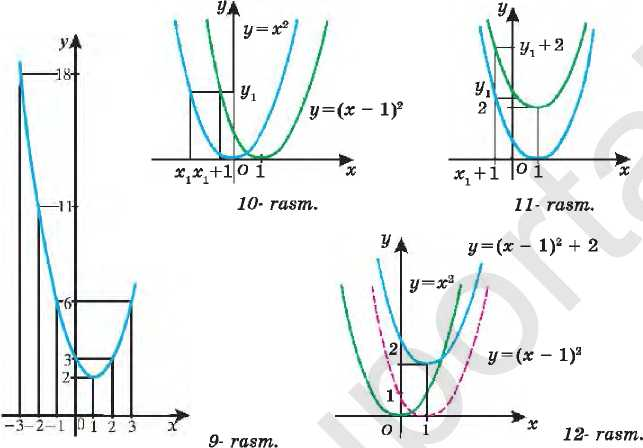 y
18
11
6
3
2
-3 -2 -1 0 1 2 3 x
9- rasm.
y
y=x²
y₁
y=(x − 1)²
x₁ x₁+1 O 1 x
10- rasm.
y
y₁+2
y₁
2
x₁+1 O 1 x
11- rasm.
y
y=(x − 1)² + 2
y=x²
2
y=(x − 1)²
1
O 1 x
12- rasm.